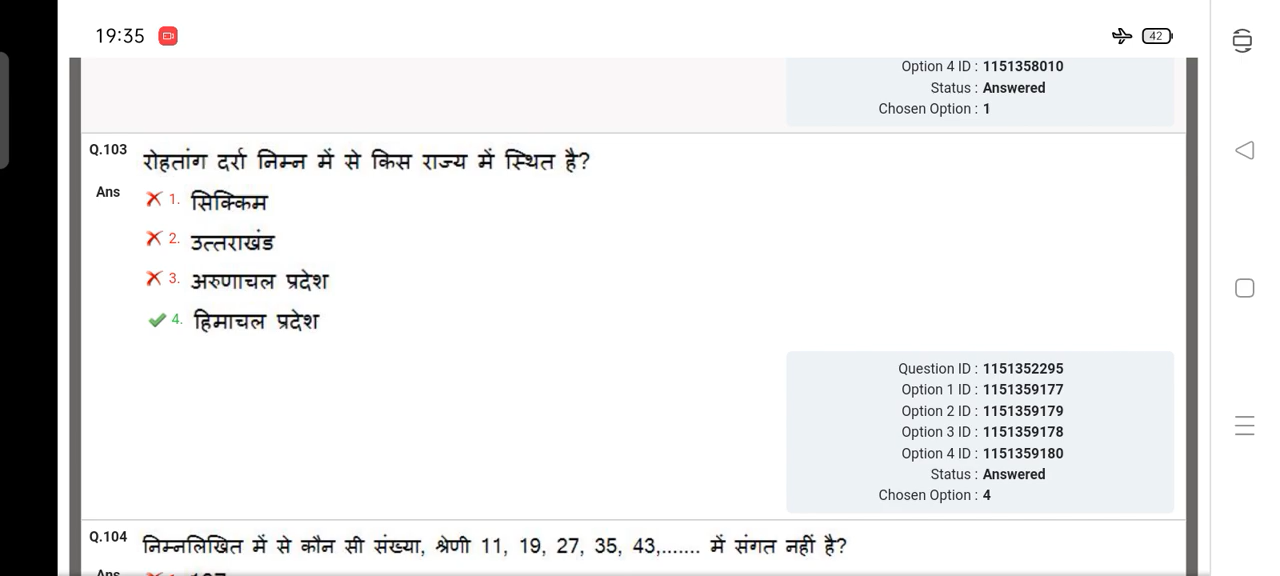 19:35
42
Option 4 ID : 1151358010
Status : Answered
Chosen Option : 1
Q.103 रोहतांग दर्रा निम्न में से किस राज्य में स्थित है?
Ans
1. सिक्किम
2. उत्तराखंड
3. अरुणाचल प्रदेश
4. हिमाचल प्रदेश
Question ID : 1151352295
Option 1 ID : 1151359177
Option 2 ID : 1151359179
Option 3 ID : 1151359178
Option 4 ID : 1151359180
Status : Answered
Chosen Option : 4
Q.104 निम्नलिखित में से कौन सी संख्या, श्रेणी 11, 19, 27, 35, 43,....... में संगत नहीं है?
Ans